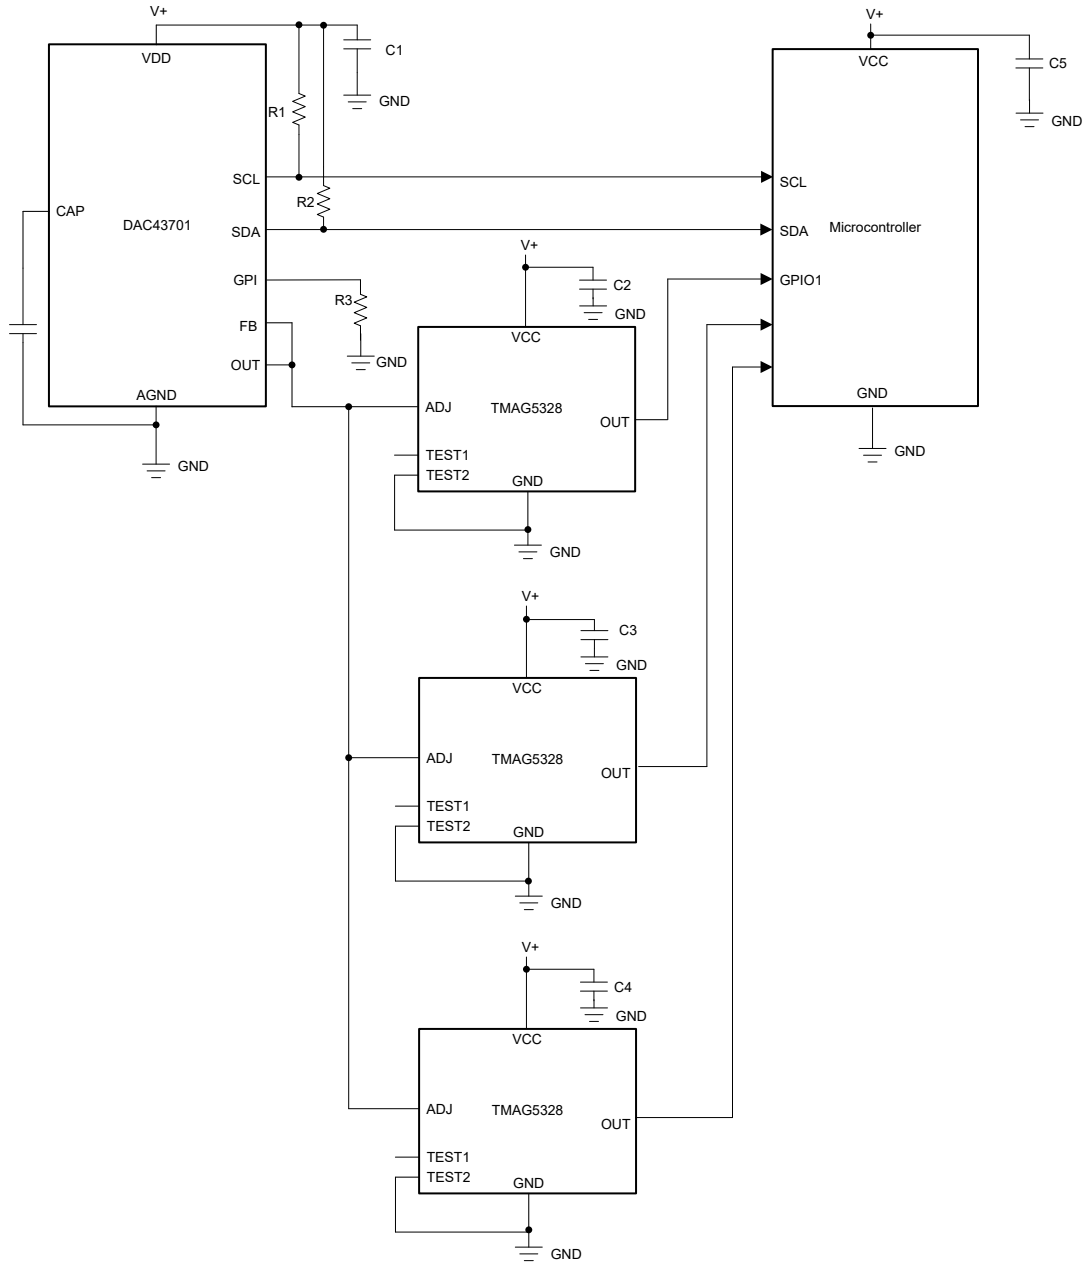 V+
VDD
C1
GND
R1
SCL
CAP
DAC43701
R2
SDA
GPI
R3
GND
FB
OUT
AGND
GND
V+
VCC
C5
GND
SCL
SDA
Microcontroller
GPIO1
GND
GND
V+
C2
GND
VCC
ADJ
TMAG5328
OUT
TEST1
TEST2
GND
GND
V+
C3
GND
VCC
ADJ
TMAG5328
OUT
TEST1
TEST2
GND
GND
V+
C4
GND
VCC
ADJ
TMAG5328
OUT
TEST1
TEST2
GND
GND